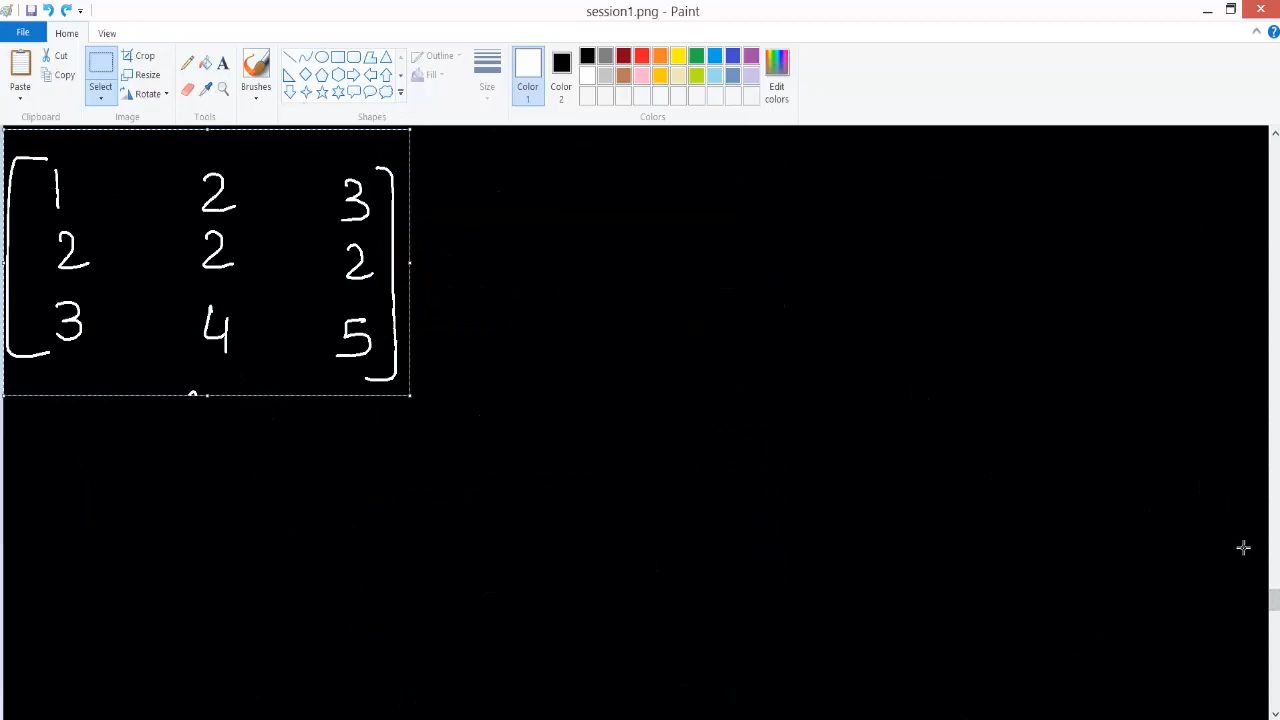 session1.png - Paint
File Home View
Paste Cut Copy Select Crop Resize Rotate A Brushes Outline Fill Size Color 1 Color 2 Edit colors
Clipboard Image Tools Shapes Colors
1 2 3
2 2 2
3 4 5